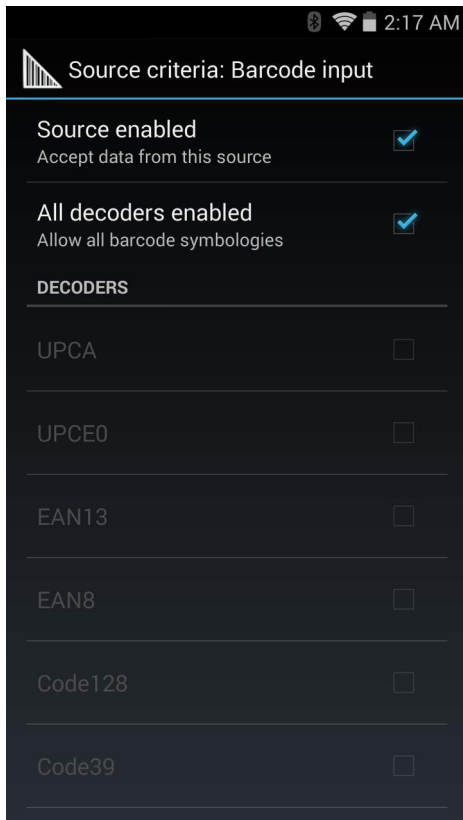 2:17 AM
Source criteria: Barcode input
Source enabled
Accept data from this source
All decoders enabled
Allow all barcode symbologies
DECODERS
UPCA
UPCE0
EAN13
EAN8
Code128
Code39